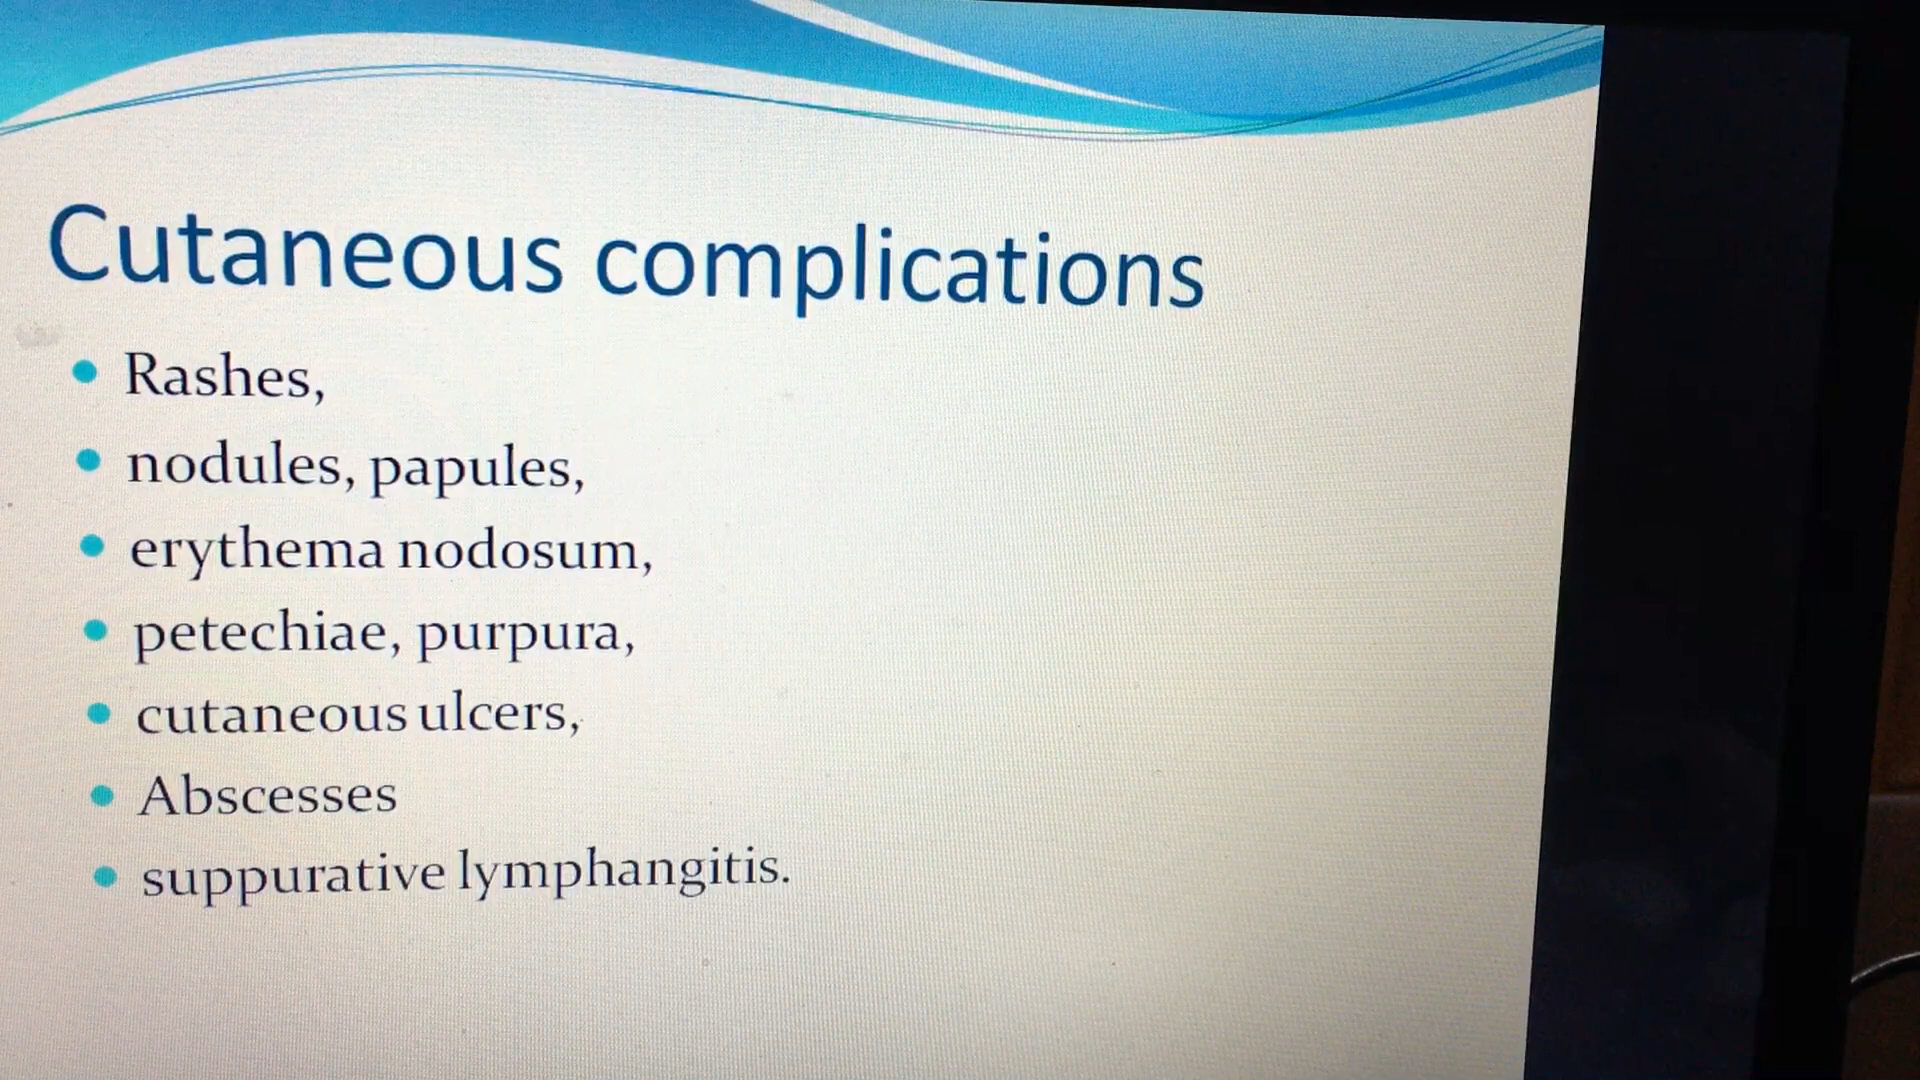 Cutaneous complications
Rashes,
nodules, papules,
erythema nodosum,
petechiae, purpura,
cutaneous ulcers,
Abscesses
suppurative lymphangitis.